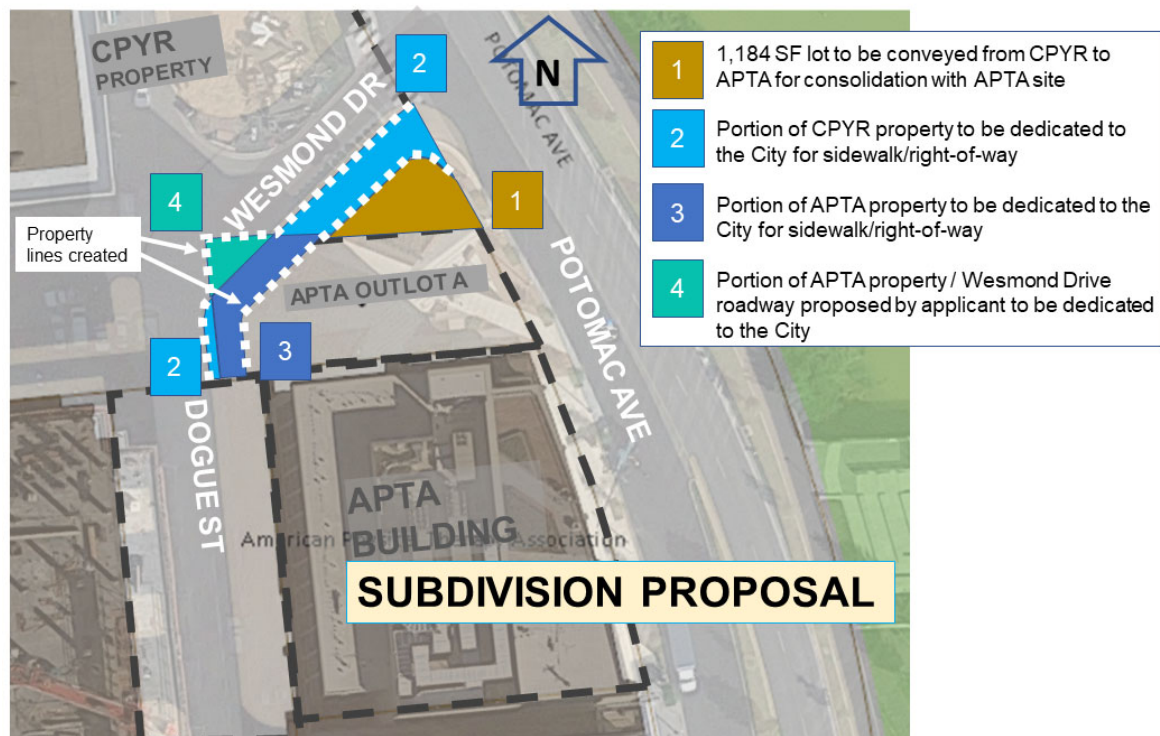 CPYR
PROPERTY
2
N
POTOMAC AVE
WESMOND DR
4
1
Property
lines created
APTA OUTLOT A
2
3
POTOMAC AVE
DOGUE ST
APTA
BUILDING
American Physical Therapy Association
SUBDIVISION PROPOSAL
1
1,184 SF lot to be conveyed from CPYR to
APTA for consolidation with APTA site
2
Portion of CPYR property to be dedicated to
the City for sidewalk/right-of-way
3
Portion of APTA property to be dedicated to the
City for sidewalk/right-of-way
4
Portion of APTA property / Wesmond Drive
roadway proposed by applicant to be dedicated
to the City